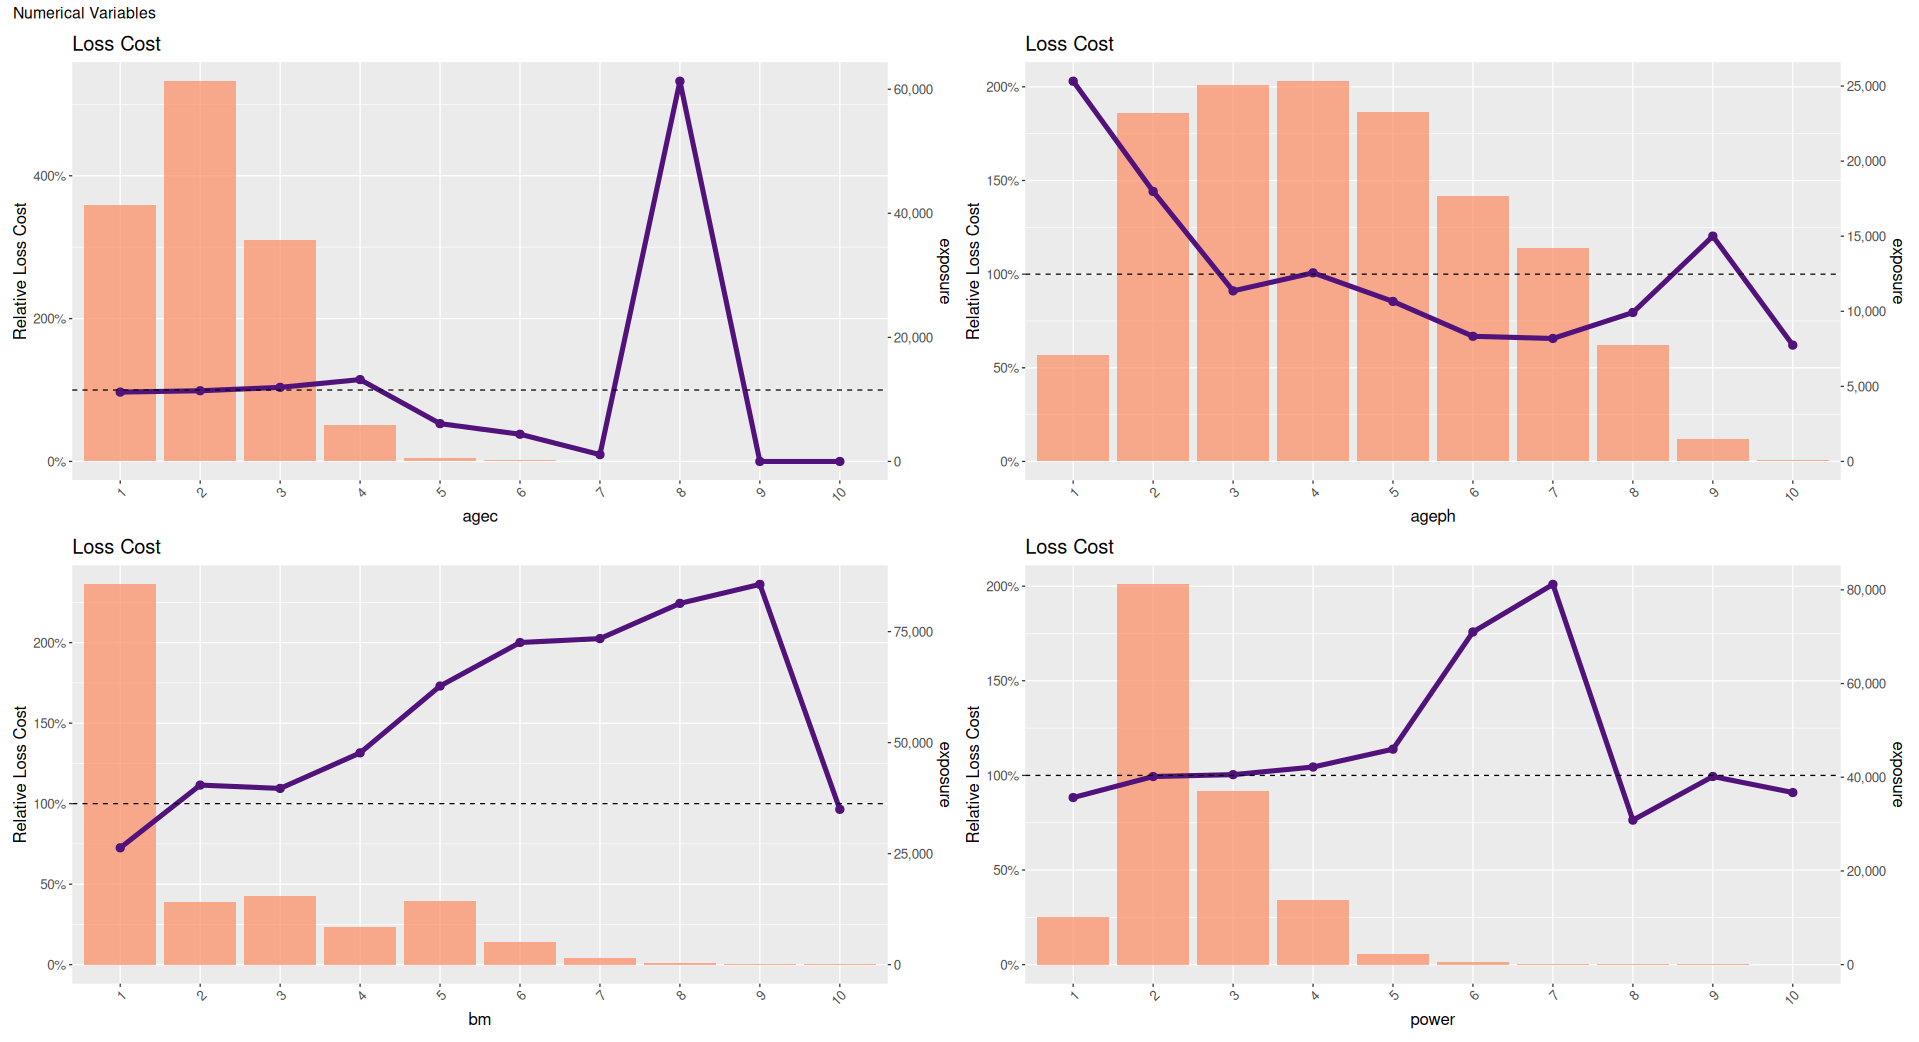 Numerical Variables
Loss Cost
Relative Loss Cost
400%
200%
0%
60,000
40,000
20,000
0
exposure
1 2 3 4 5 6 7 8 9 10
agec
Loss Cost
Relative Loss Cost
200%
150%
100%
50%
0%
25,000
20,000
15,000
10,000
5,000
0
exposure
1 2 3 4 5 6 7 8 9 10
ageph
Loss Cost
Relative Loss Cost
200%
150%
100%
50%
0%
75,000
50,000
25,000
0
exposure
1 2 3 4 5 6 7 8 9 10
bm
Loss Cost
Relative Loss Cost
200%
150%
100%
50%
0%
80,000
60,000
40,000
20,000
0
exposure
1 2 3 4 5 6 7 8 9 10
power